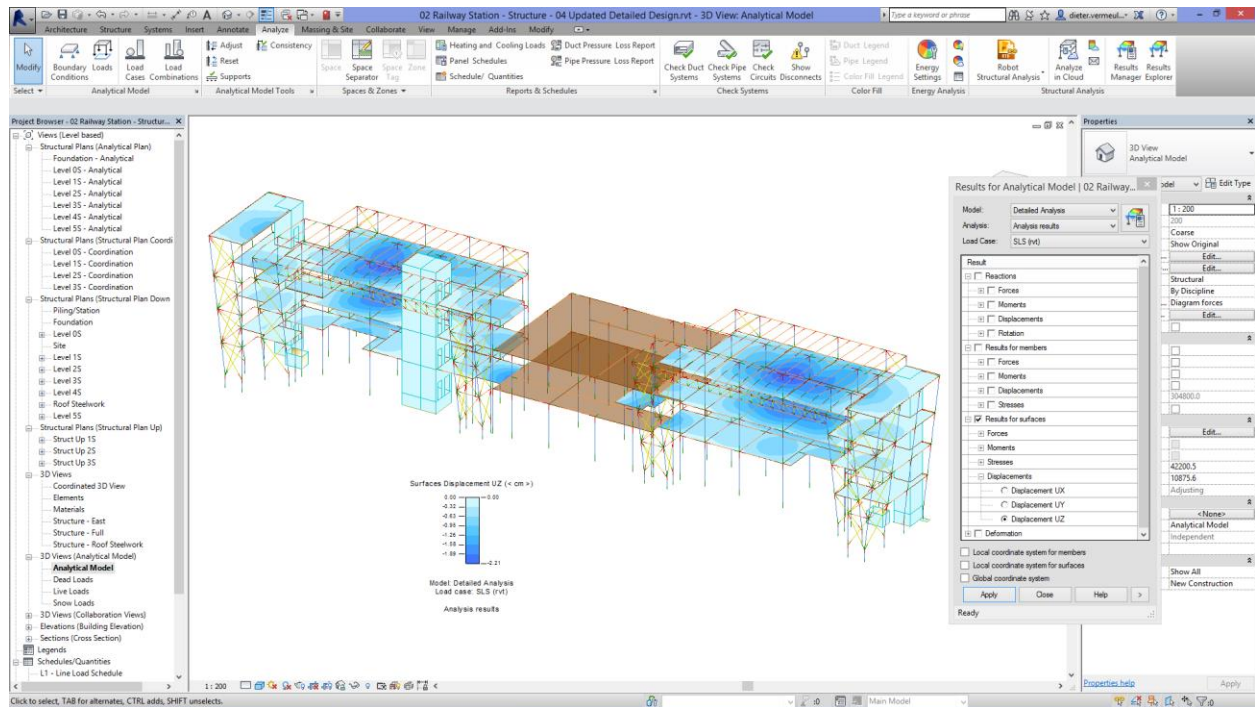 02 Railway Station - Structure - 04 Updated Detailed Design.rvt - 3D View: Analytical Model
Type a keyword or phrase
dieter.vermeul...
Architecture Structure Systems Insert Annotate Analyze Massing & Site Collaborate View Manage Add-Ins Modify
Modify
Boundary Conditions
Loads
Load Cases
Load Combinations
Adjust
Reset
Supports
Consistency
Space
Space Separator
Space Tag
Zone
Heating and Cooling Loads
Panel Schedules
Schedule/ Quantities
Duct Pressure Loss Report
Pipe Pressure Loss Report
Check Duct Systems
Check Pipe Systems
Check Circuits
Show Disconnects
Duct Legend
Pipe Legend
Color Fill Legend
Energy Settings
Robot Structural Analysis
Analyze in Cloud
Results Manager
Results Explorer
Select
Analytical Model
Analytical Model Tools
Spaces & Zones
Reports & Schedules
Check Systems
Color Fill
Energy Analysis
Structural Analysis
Project Browser - 02 Railway Station - Structur...
Views (Level based)
Structural Plans (Analytical Plan)
Foundation - Analytical
Level 0S - Analytical
Level 1S - Analytical
Level 2S - Analytical
Level 3S - Analytical
Level 4S - Analytical
Level 5S - Analytical
Structural Plans (Structural Plan Coordi
Level 0S - Coordination
Level 1S - Coordination
Level 2S - Coordination
Level 3S - Coordination
Structural Plans (Structural Plan Down
Piling/Station
Foundation
Level 0S
Site
Level 1S
Level 2S
Level 3S
Level 4S
Roof Steelwork
Level 5S
Structural Plans (Structural Plan Up)
Struct Up 1S
Struct Up 2S
Struct Up 3S
3D Views
Coordinated 3D View
Elements
Materials
Structure - East
Structure - Full
Structure - Roof Steelwork
3D Views (Analytical Model)
Analytical Model
Dead Loads
Live Loads
Snow Loads
3D Views (Collaboration Views)
Elevations (Building Elevation)
Sections (Cross Section)
Legends
Schedules/Quantities
L1 - Line Load Schedule
Surfaces Displacement UZ (< cm >)
0.00
0.00
-0.32
-0.63
-0.95
-1.26
-1.58
-1.89
-2.21
Model: Detailed Analysis
Load case: SLS (rvt)
Analysis results
Results for Analytical Model | 02 Railway...
Model: Detailed Analysis
Analysis: Analysis results
Load Case: SLS (rvt)
Result
Reactions
Forces
Moments
Displacements
Rotation
Results for members
Forces
Moments
Displacements
Stresses
Results for surfaces
Forces
Moments
Stresses
Displacements
Displacement UX
Displacement UY
Displacement UZ
Deformation
Local coordinate system for members
Local coordinate system for surfaces
Global coordinate system
Apply Close Help >
Ready
Properties
3D View
Analytical Model
odel
Edit Type
1 : 200
200
Coarse
Show Original
Edit...
Edit...
Structural
By Discipline
Diagram forces
Edit...
304800.0
Edit...
42200.5
10875.6
Adjusting
<None>
Analytical Model
Independent
Show All
New Construction
Properties help
Apply
1 : 200
Click to select, TAB for alternates, CTRL adds, SHIFT unselects.
:0
Main Model
:0